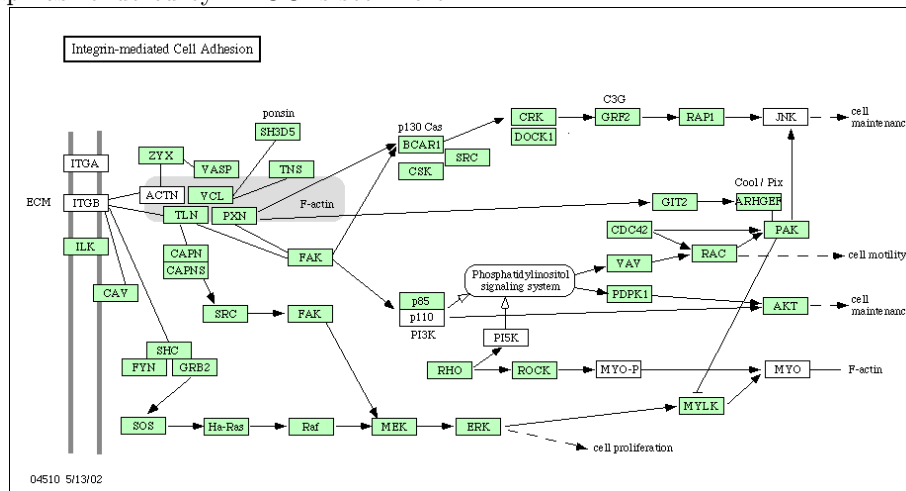 Integrin-mediated Cell Adhesion
C3G
ponsin
CRK
GRF2
RAP1
JNK
cell
maintenanc
p130 Cas
SH3D5
DOCK1
BCAR1
ZYX
SRC
ITGA
VASP
TNS
CSK
Cool / Pix
ACTN
VCL
ECM
ITGB
F-actin
GIT2
ARHGEF
TLN
PXN
CDC42
PAK
ILK
CAPN
FAK
RAC
cell motility
CAPNS
VAV
Phosphatidylinositol
signaling system
CAV
p85
PDPK1
AKT
cell
maintenanc
SRC
FAK
p110
PI3K
PI5K
SHC
FYN
GRB2
RHO
ROCK
MYO-P
MYO
F-actin
MYLK
SOS
Ha-Ras
Raf
MEK
ERK
cell proliferation
04510 5/13/02